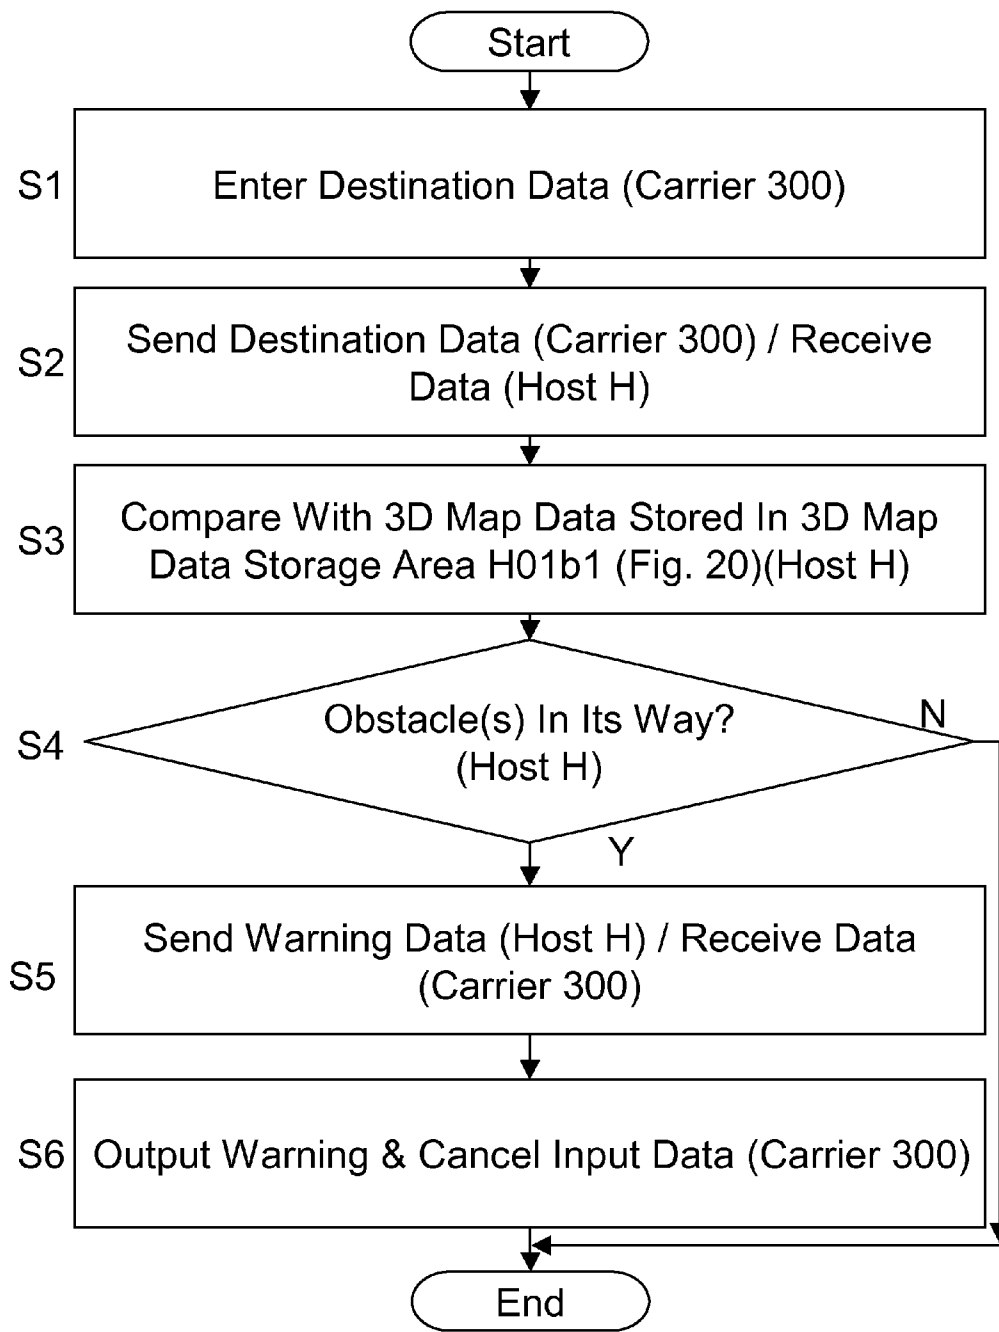 Start
S1
Enter Destination Data (Carrier 300)
S2
Send Destination Data (Carrier 300) / Receive
Data (Host H)
S3
Compare With 3D Map Data Stored In 3D Map
Data Storage Area H01b1 (Fig. 20)(Host H)
S4
Obstacle(s) In Its Way?
(Host H)
N
Y
S5
Send Warning Data (Host H) / Receive Data
(Carrier 300)
S6
Output Warning & Cancel Input Data (Carrier 300)
End